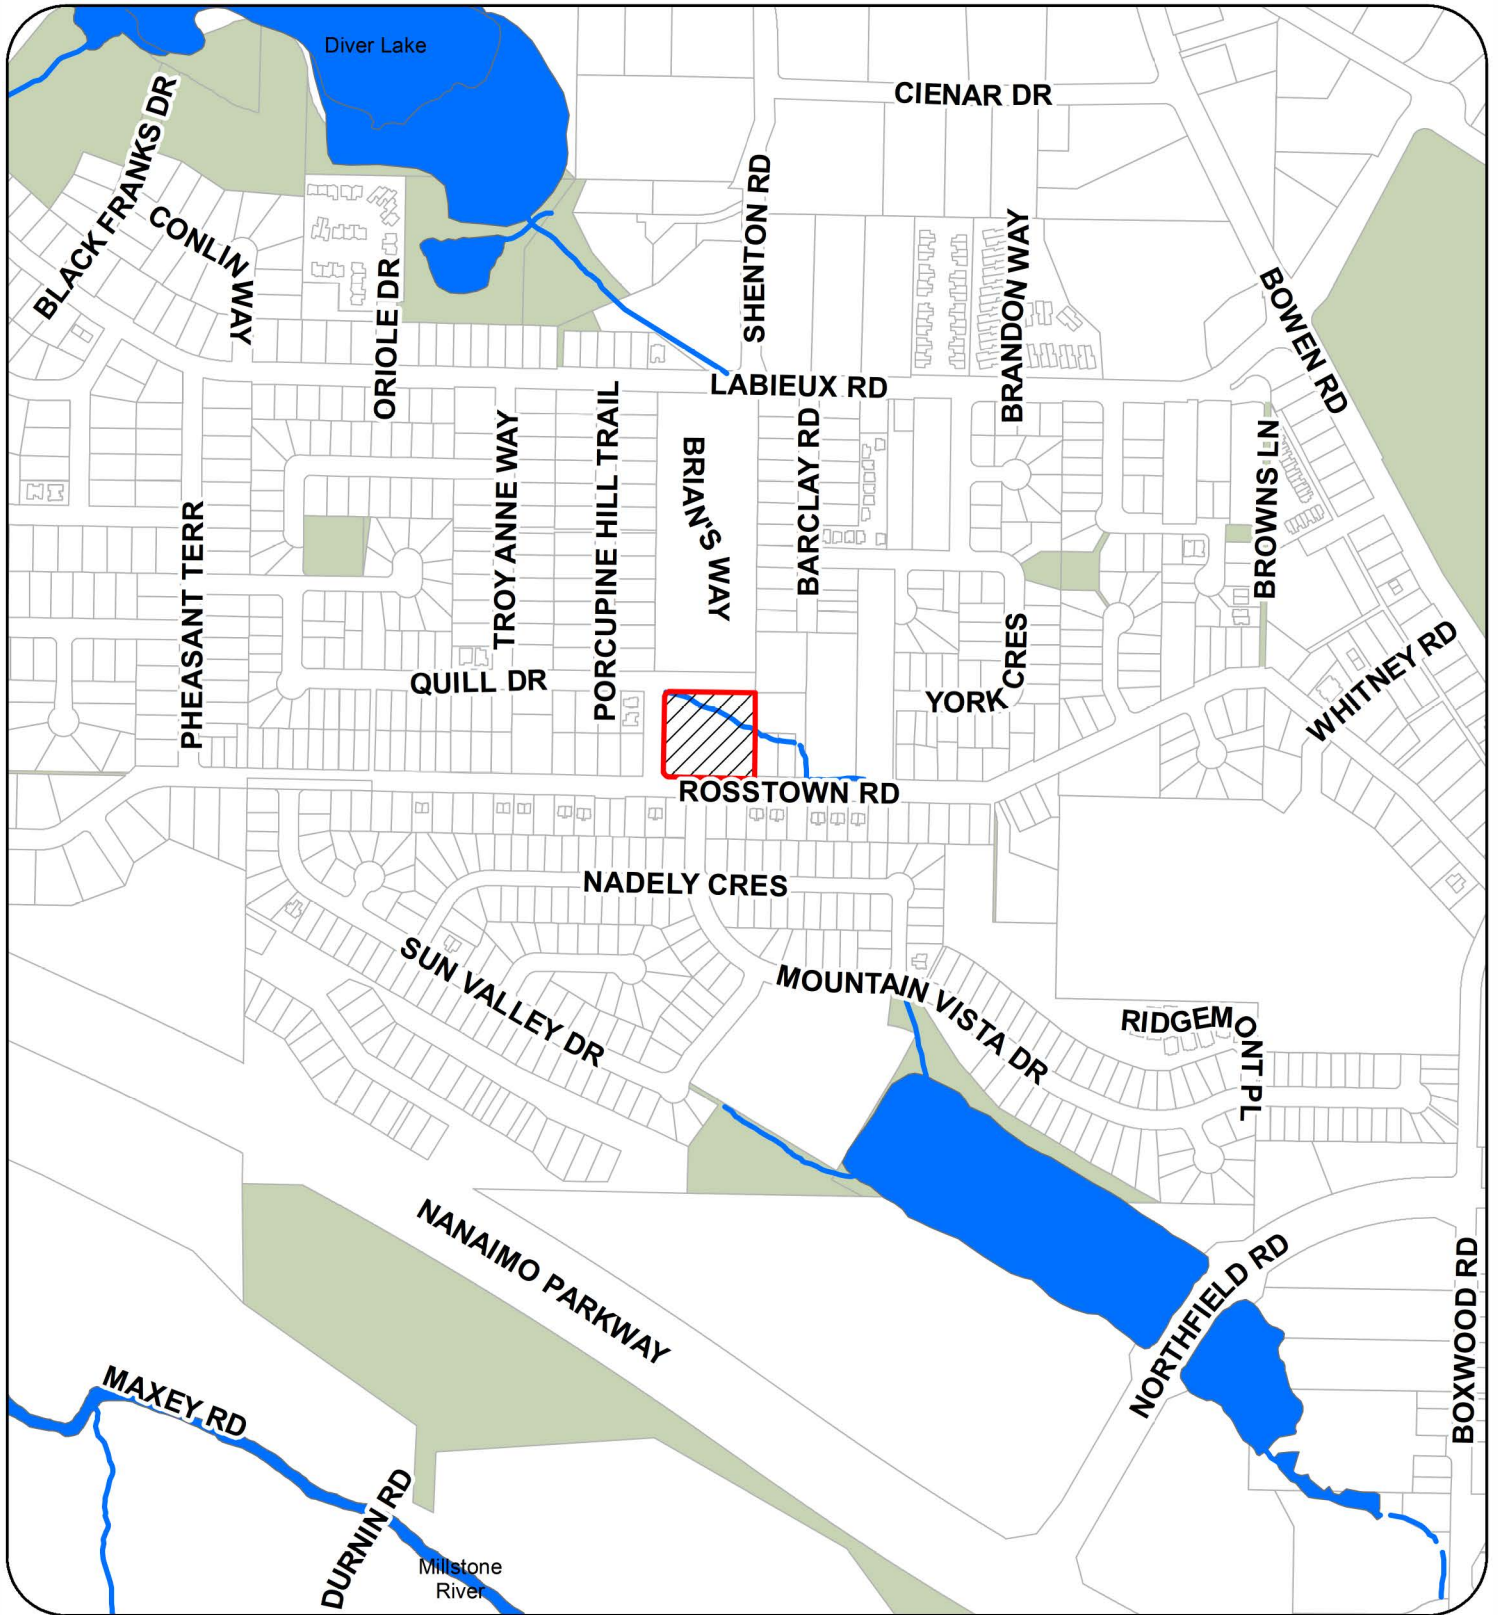 Diver Lake
CIENAR DR
BLACK FRANKS DR
CONLIN WAY
SHENTON RD
BRANDON WAY
ORIOLE DR
BOWEN RD
LABIEUX RD
TROY ANNE WAY
PORCUPINE HILL TRAIL
BRIAN'S WAY
BARCLAY RD
BROWNS LN
PHEASANT TERR
QUILL DR
YORK CRES
WHITNEY RD
ROSSTOWN RD
NADELY CRES
SUN VALLEY DR
MOUNTAIN VISTA DR
RIDGEMONT PL
NANAIMO PARKWAY
NORTHFIELD RD
BOXWOOD RD
MAXEY RD
DURNIN RD
Millstone
River